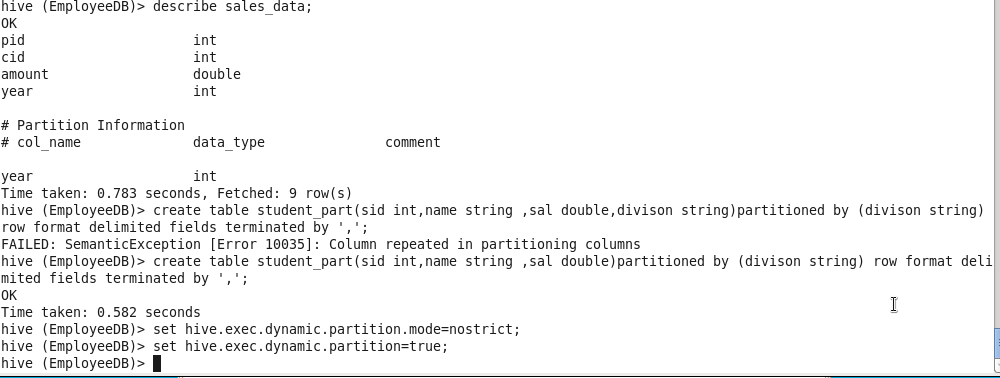 hive (EmployeeDB)> describe sales_data;
OK
pid                     int
cid                     int
amount                  double
year                    int

# Partition Information
# col_name              data_type               comment

year                    int
Time taken: 0.783 seconds, Fetched: 9 row(s)
hive (EmployeeDB)> create table student_part(sid int,name string ,sal double,divison string)partitioned by (divison string)
row format delimited fields terminated by ',';
FAILED: SemanticException [Error 10035]: Column repeated in partitioning columns
hive (EmployeeDB)> create table student_part(sid int,name string ,sal double)partitioned by (divison string) row format deli
mited fields terminated by ',';
OK
Time taken: 0.582 seconds
hive (EmployeeDB)> set hive.exec.dynamic.partition.mode=nostrict;
hive (EmployeeDB)> set hive.exec.dynamic.partition=true;
hive (EmployeeDB)>